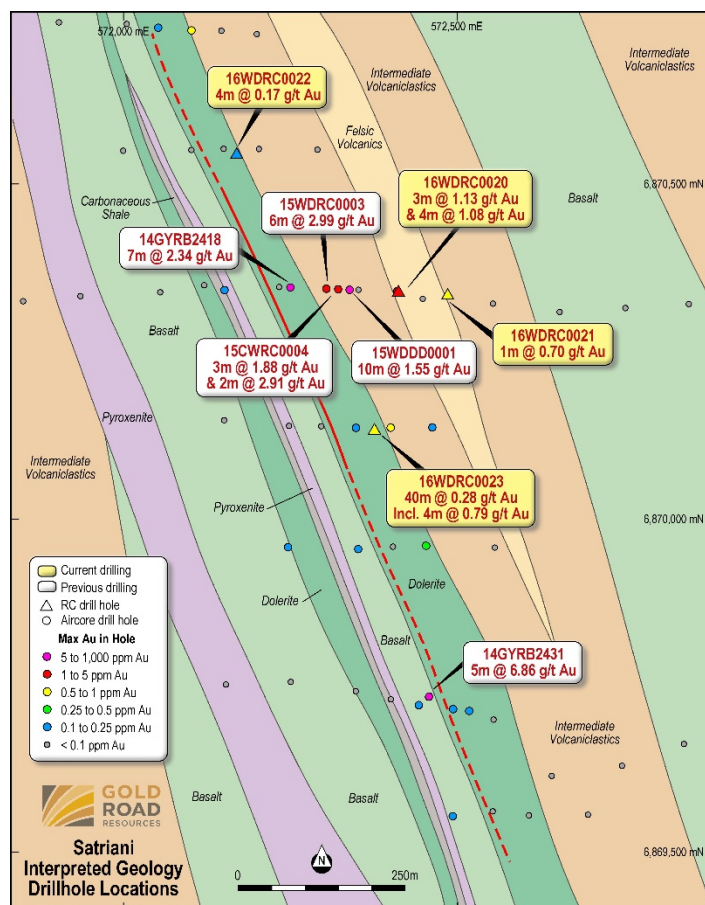 572,000 mE
572,500 mE
Intermediate
Volcaniclastics
Intermediate
Volcaniclastics
16WDRC0022
4m @ 0.17 g/t Au
Felsic
Volcanics
16WDRC0020
3m @ 1.13 g/t Au
& 4m @ 1.08 g/t Au
Basalt
6,870,500 mN
Carbonaceous
Shale
15WDRC0003
6m @ 2.99 g/t Au
14GYRB2418
7m @ 2.34 g/t Au
Basalt
15CWRC0004
3m @ 1.88 g/t Au
& 2m @ 2.91 g/t Au
15WDDD0001
10m @ 1.55 g/t Au
16WDRC0021
1m @ 0.70 g/t Au
Pyroxenite
Intermediate
Volcaniclastics
Pyroxenite
16WDRC0023
40m @ 0.28 g/t Au
Incl. 4m @ 0.79 g/t Au
6,870,000 mN
Current drilling
Previous drilling
RC drill hole
Aircore drill hole
Max Au in Hole
5 to 1,000 ppm Au
1 to 5 ppm Au
0.5 to 1 ppm Au
0.25 to 0.5 ppm Au
0.1 to 0.25 ppm Au
< 0.1 ppm Au
Dolerite
Dolerite
Basalt
14GYRB2431
5m @ 6.86 g/t Au
Intermediate
Volcaniclastics
Basalt
Basalt
GOLD
ROAD
RESOURCES
Satriani
Interpreted Geology
Drillhole Locations
N
0
250m
6,869,500 mN